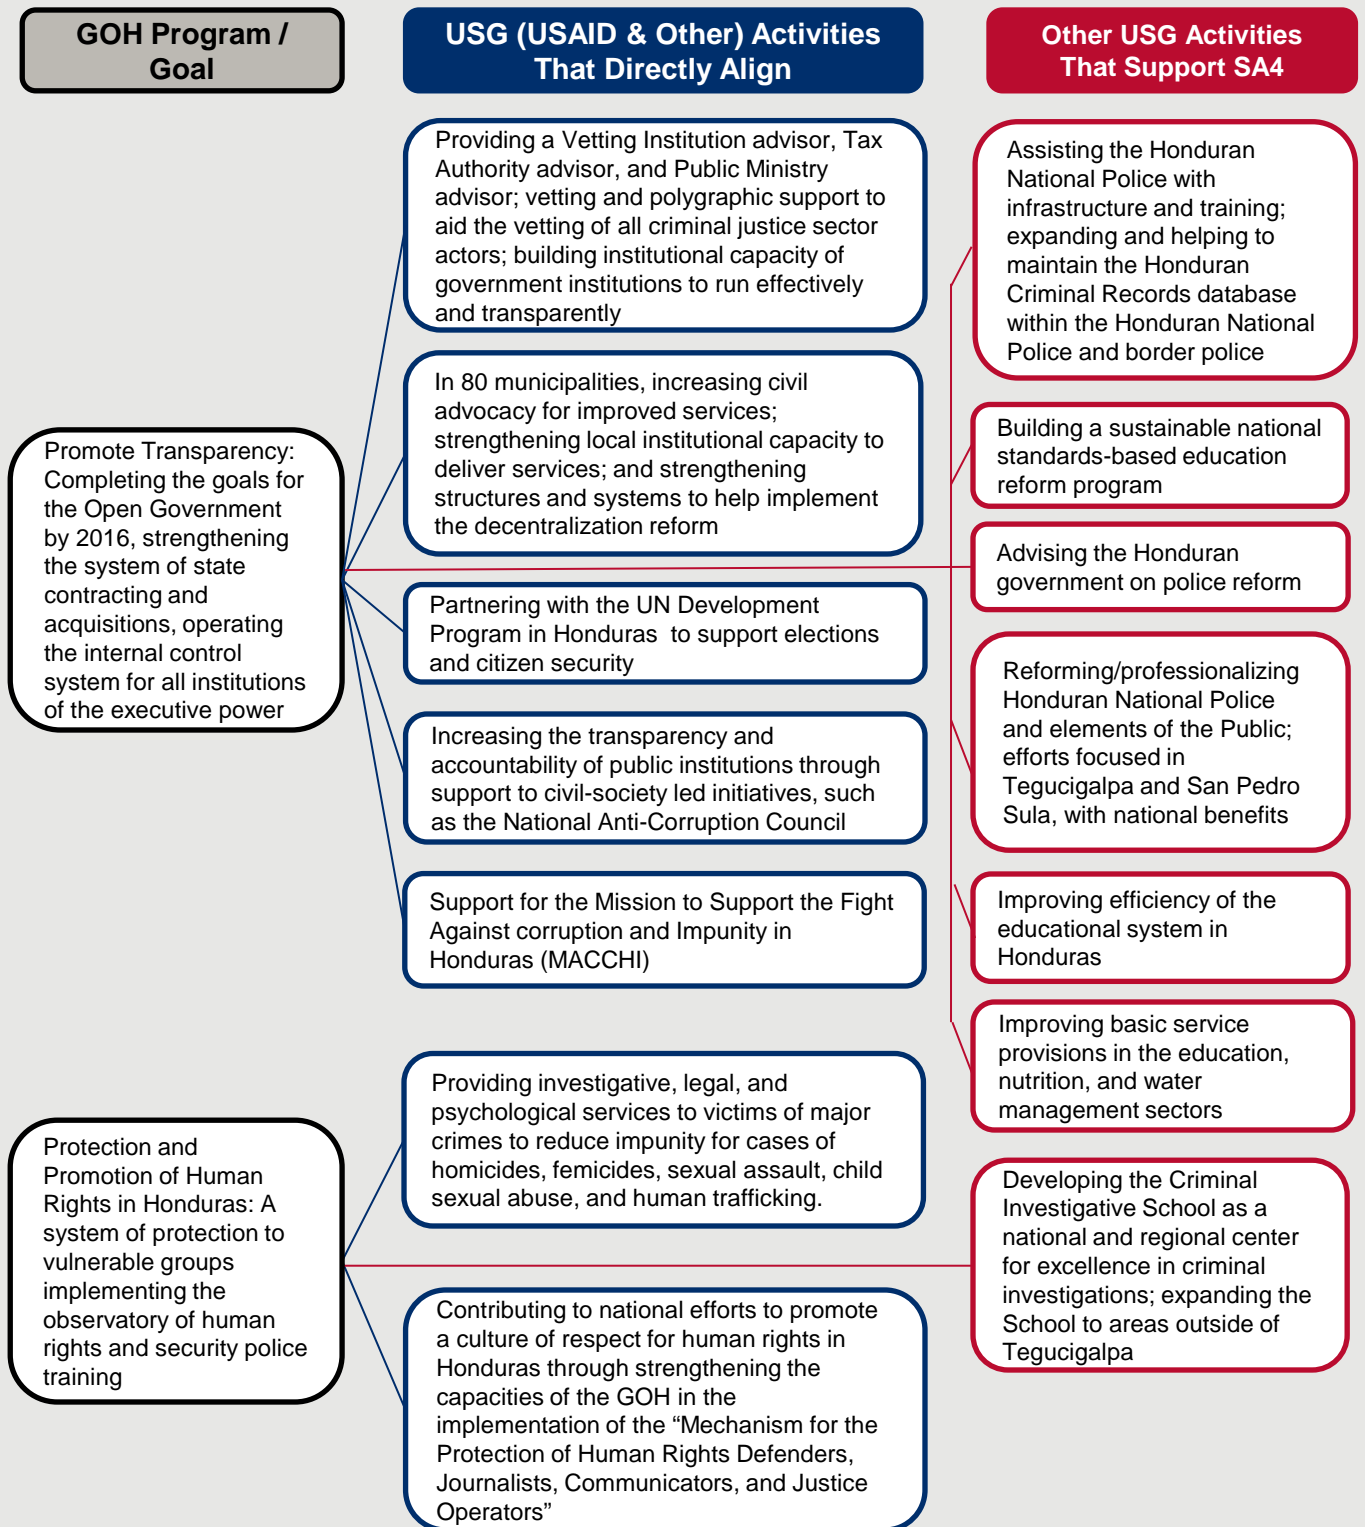 GOH Program /
Goal
USG (USAID & Other) Activities
That Directly Align
Other USG Activities
That Support SA4
Promote Transparency:
Completing the goals for
the Open Government
by 2016, strengthening
the system of state
contracting and
acquisitions, operating
the internal control
system for all institutions
of the executive power
Providing a Vetting Institution advisor, Tax
Authority advisor, and Public Ministry
advisor; vetting and polygraphic support to
aid the vetting of all criminal justice sector
actors; building institutional capacity of
government institutions to run effectively
and transparently
In 80 municipalities, increasing civil
advocacy for improved services;
strengthening local institutional capacity to
deliver services; and strengthening
structures and systems to help implement
the decentralization reform
Partnering with the UN Development
Program in Honduras  to support elections
and citizen security
Increasing the transparency and
accountability of public institutions through
support to civil-society led initiatives, such
as the National Anti-Corruption Council
Support for the Mission to Support the Fight
Against corruption and Impunity in
Honduras (MACCHI)
Assisting the Honduran
National Police with
infrastructure and training;
expanding and helping to
maintain the Honduran
Criminal Records database
within the Honduran National
Police and border police
Building a sustainable national
standards-based education
reform program
Advising the Honduran
government on police reform
Reforming/professionalizing
Honduran National Police
and elements of the Public;
efforts focused in
Tegucigalpa and San Pedro
Sula, with national benefits
Improving efficiency of the
educational system in
Honduras
Improving basic service
provisions in the education,
nutrition, and water
management sectors
Protection and
Promotion of Human
Rights in Honduras: A
system of protection to
vulnerable groups
implementing the
observatory of human
rights and security police
training
Providing investigative, legal, and
psychological services to victims of major
crimes to reduce impunity for cases of
homicides, femicides, sexual assault, child
sexual abuse, and human trafficking.
Contributing to national efforts to promote
a culture of respect for human rights in
Honduras through strengthening the
capacities of the GOH in the
implementation of the “Mechanism for the
Protection of Human Rights Defenders,
Journalists, Communicators, and Justice
Operators”
Developing the Criminal
Investigative School as a
national and regional center
for excellence in criminal
investigations; expanding the
School to areas outside of
Tegucigalpa